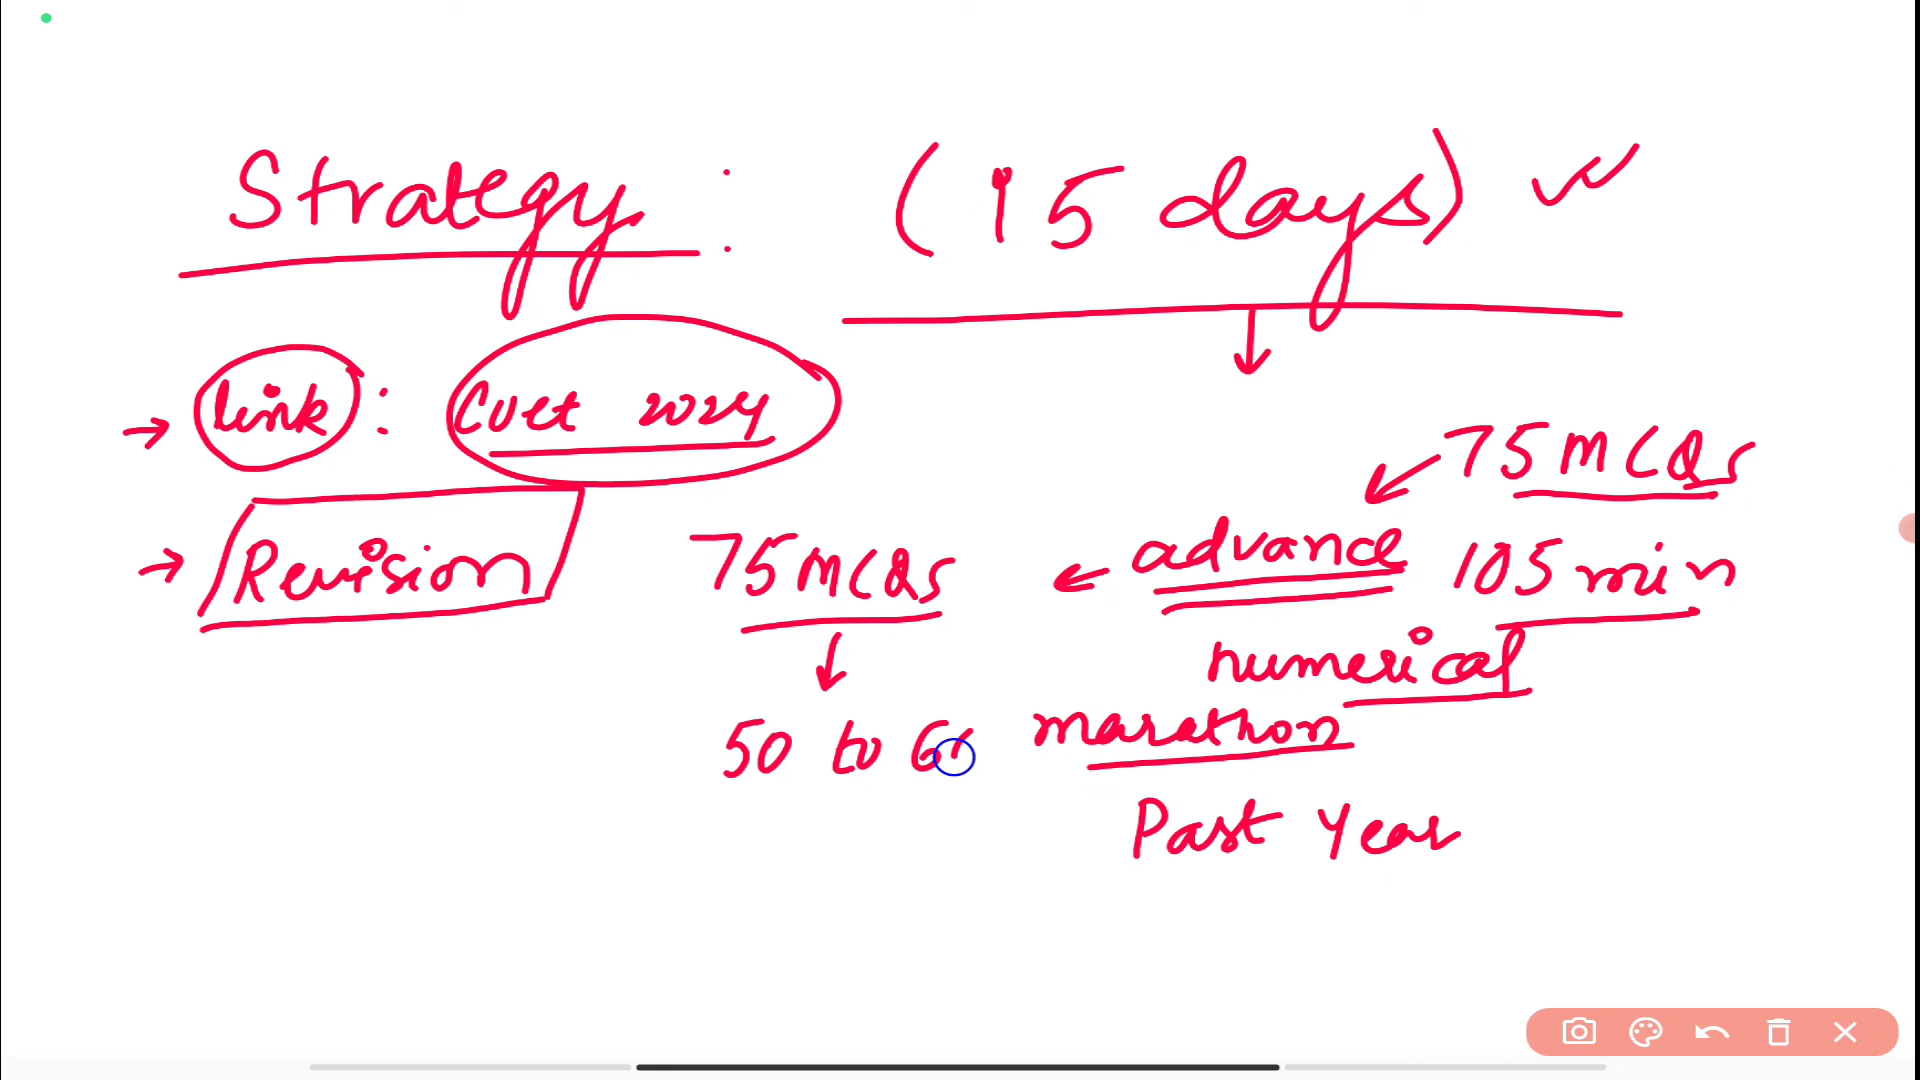 Strategy : (15 days)
→ link : CUET 2024
→ Revision
75 MCQs
advance 105 min
numerical
marathon
Past Year
75 MCQs
50 to